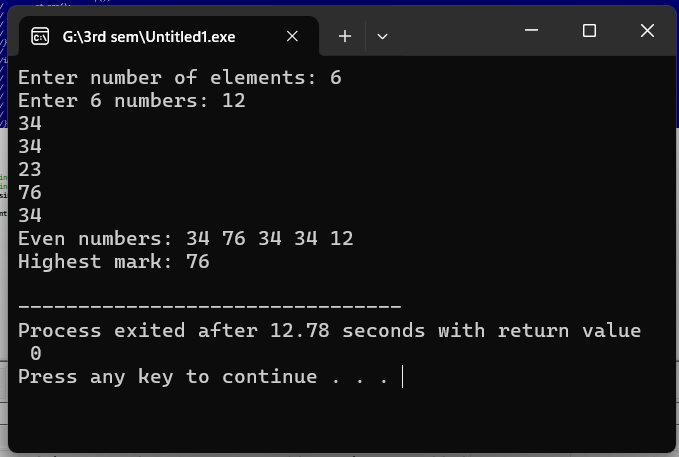 G:\3rd sem\Untitled1.exe
Enter number of elements: 6
Enter 6 numbers: 12
34
34
23
76
34
Even numbers: 34 76 34 34 12
Highest mark: 76
--------------------------------
Process exited after 12.78 seconds with return value
0
Press any key to continue . . .